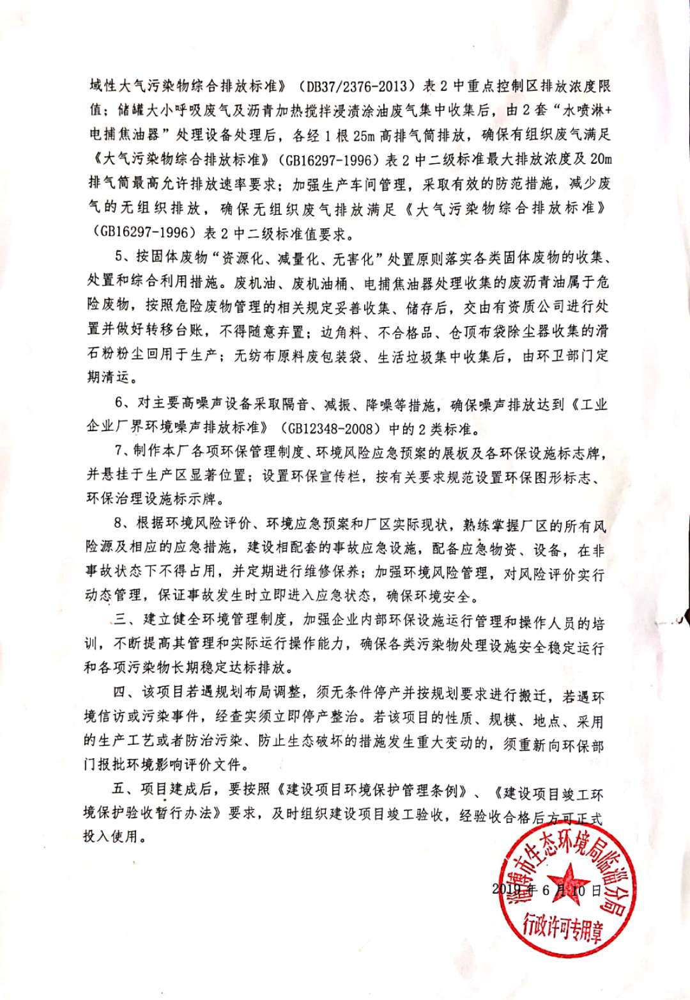 域性大气污染物综合排放标准》（DB37/2376-2013）表 2 中重点控制区排放浓度限
值；储罐大小呼吸废气及沥青加热搅拌浸渍涂油废气集中收集后，由 2 套“水喷淋+
电捕焦油器”处理设备处理后，各经 1 根 25m 高排气筒排放，确保有组织废气满足
《大气污染物综合排放标准》（GB16297-1996）表 2 中二级标准最大排放浓度及 20m
排气筒最高允许排放速率要求；加强生产车间管理，采取有效的防范措施，减少废
气的无组织排放，确保无组织废气排放满足《大气污染物综合排放标准》
（GB16297-1996）表 2 中二级标准值要求。
5、按固体废物“资源化、减量化、无害化”处置原则落实各类固体废物的收集、
处置和综合利用措施。废机油、废机油桶、电捕焦油器处理收集的废沥青油属于危
险废物，按照危险废物管理的相关规定妥善收集、储存后，交由有资质公司进行处
置并做好转移台账，不得随意弃置；边角料、不合格品、仓顶布袋除尘器收集的滑
石粉粉尘回用于生产；无纺布原料废包装袋、生活垃圾集中收集后，由环卫部门定
期清运。
6、对主要高噪声设备采取隔音、减振、降噪等措施，确保噪声排放达到《工业
企业厂界环境噪声排放标准》（GB12348-2008）中的 2 类标准。
7、制作本厂各项环保管理制度、环境风险应急预案的展板及各环保设施标志牌，
并悬挂于生产区显著位置；设置环保宣传栏，按有关要求规范设置环保图形标志、
环保治理设施标示牌。
8、根据环境风险评价、环境应急预案和厂区实际现状，熟练掌握厂区的所有风
险源及相应的应急措施，建设相配套的事故应急设施，配备应急物资、设备，在非
事故状态下不得占用，并定期进行维修保养；加强环境风险管理，对风险评价实行
动态管理，保证事故发生时立即进入应急状态，确保环境安全。
三、建立健全环境管理制度，加强企业内部环保设施运行管理和操作人员的培
训，不断提高其管理和实际运行操作能力，确保各类污染物处理设施安全稳定运行
和各项污染物长期稳定达标排放。
四、该项目若遇规划布局调整，须无条件停产并按规划要求进行搬迁，若遇环
境信访或污染事件，经查实须立即停产整治。若该项目的性质、规模、地点、采用
的生产工艺或者防治污染、防止生态破坏的措施发生重大变动的，须重新向环保部
门报批环境影响评价文件。
五、项目建成后，要按照《建设项目环境保护管理条例》、《建设项目竣工环
境保护验收暂行办法》要求，及时组织建设项目竣工验收，经验收合格后方可正式
投入使用。
淄博市生态环境局临淄分局
2019 年 6 月 10 日
行政许可专用章